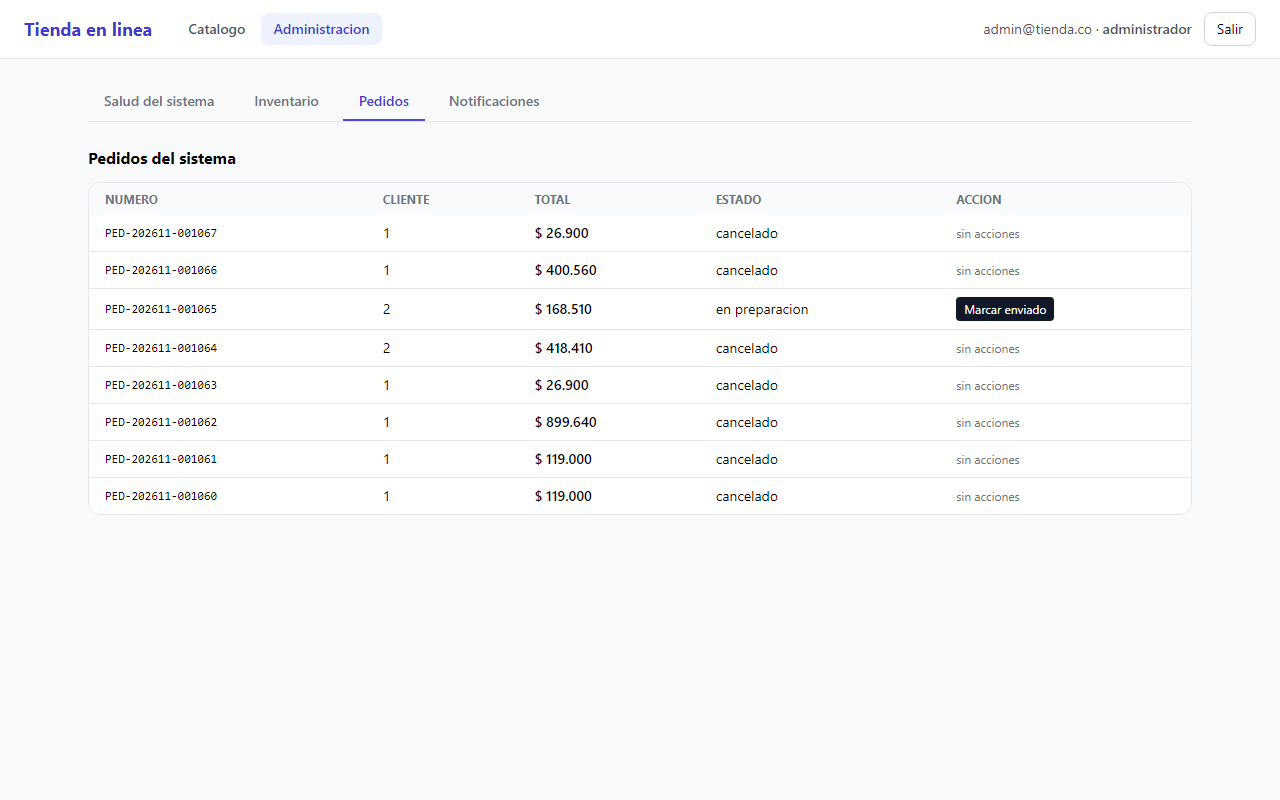 Tienda en linea Catalogo Administracion admin@tienda.co · administrador Salir
Salud del sistema Inventario Pedidos Notificaciones
Pedidos del sistema
NUMERO CLIENTE TOTAL ESTADO ACCION
PED-202611-001067 1 $ 26.900 cancelado sin acciones
PED-202611-001066 1 $ 400.560 cancelado sin acciones
PED-202611-001065 2 $ 168.510 en preparacion Marcar enviado
PED-202611-001064 2 $ 418.410 cancelado sin acciones
PED-202611-001063 1 $ 26.900 cancelado sin acciones
PED-202611-001062 1 $ 899.640 cancelado sin acciones
PED-202611-001061 1 $ 119.000 cancelado sin acciones
PED-202611-001060 1 $ 119.000 cancelado sin acciones